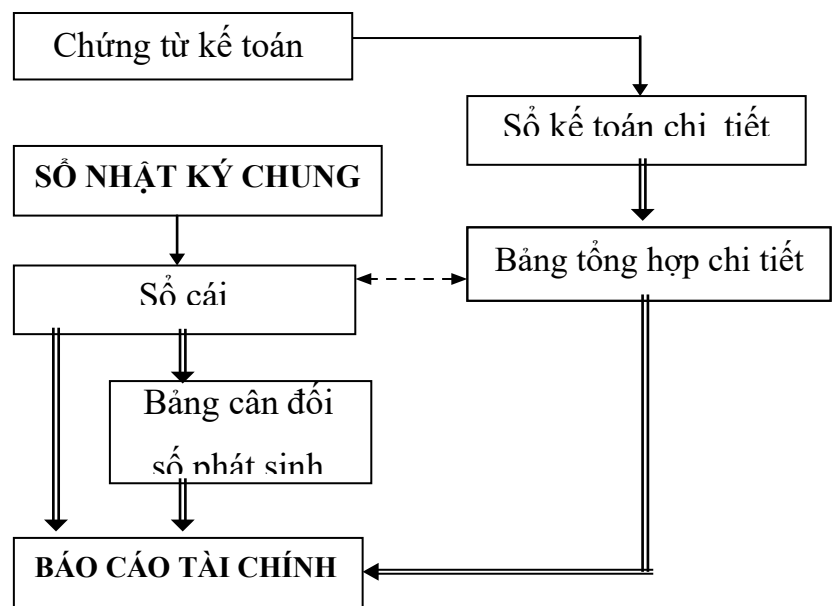 Chứng từ kế toán
Sổ kế toán chi tiết
SỔ NHẬT KÝ CHUNG
Bảng tổng hợp chi tiết
Sổ cái
Bảng cân đối
số phát sinh
BÁO CÁO TÀI CHÍNH